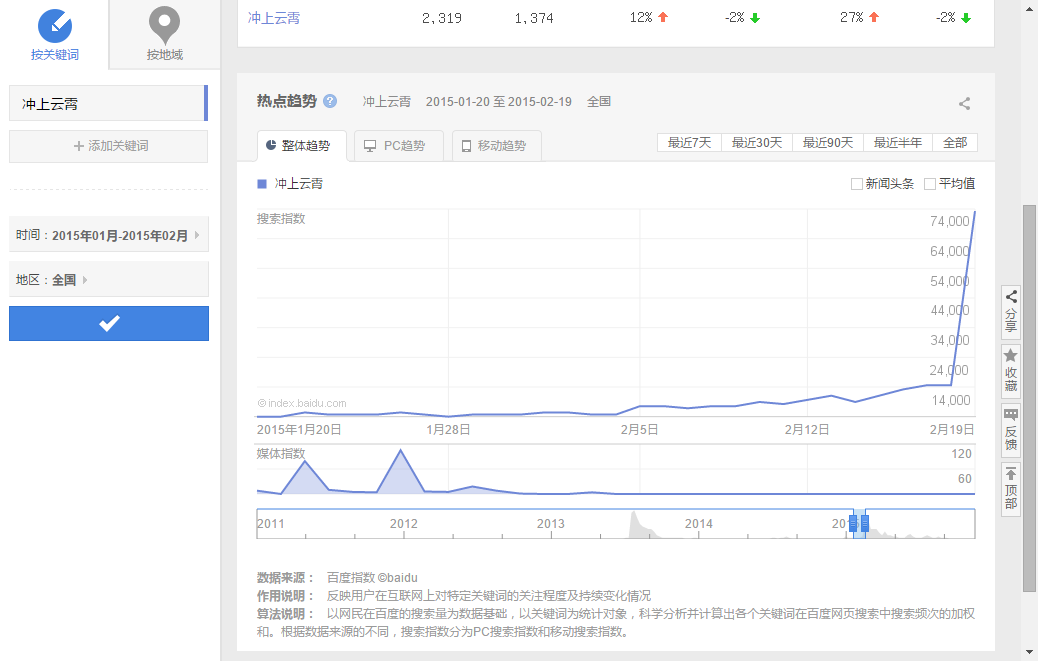 按关键词
按地域
冲上云霄
+ 添加关键词
时间：2015年01月-2015年02月
地区：全国
冲上云霄 2,319 1,374 12% -2% 27% -2%
热点趋势 ? 冲上云霄 2015-01-20 至 2015-02-19 全国
整体趋势 PC趋势 移动趋势 最近7天 最近30天 最近90天 最近半年 全部
冲上云霄 新闻头条 平均值
搜索指数
74,000
64,000
54,000
44,000
34,000
24,000
14,000
©index.baidu.com
2015年1月20日 1月28日 2月5日 2月12日 2月19日
媒体指数
120
60
2011 2012 2013 2014 20
数据来源： 百度指数 ©baidu
作用说明： 反映用户在互联网上对特定关键词的关注程度及持续变化情况
算法说明： 以网民在百度的搜索量为数据基础，以关键词为统计对象，科学分析并计算出各个关键词在百度网页搜索中搜索频次的加权
和。根据数据来源的不同，搜索指数分为PC搜索指数和移动搜索指数。
分享
收藏
反馈
顶部